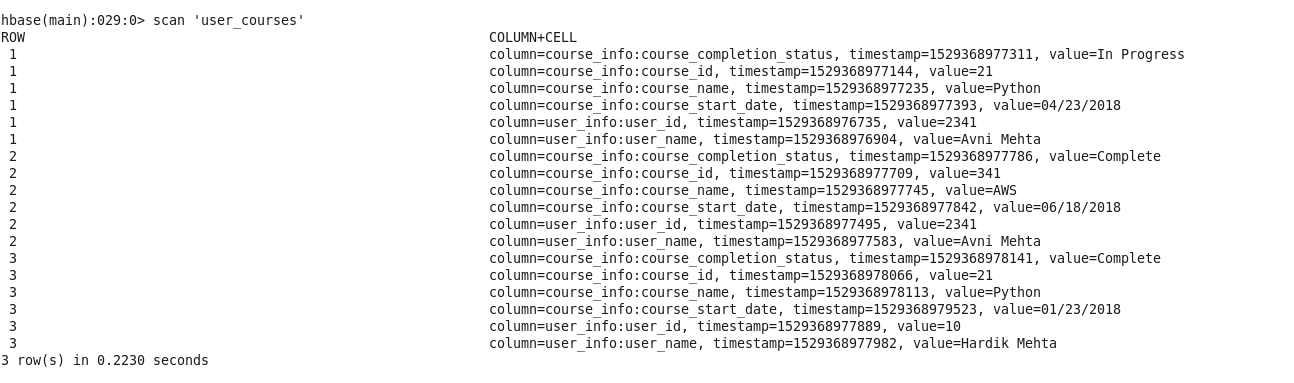 hbase(main):029:0> scan 'user_courses'
ROW COLUMN+CELL
1 column=course_info:course_completion_status, timestamp=1529368977311, value=In Progress
1 column=course_info:course_id, timestamp=1529368977144, value=21
1 column=course_info:course_name, timestamp=1529368977235, value=Python
1 column=course_info:course_start_date, timestamp=1529368977393, value=04/23/2018
1 column=user_info:user_id, timestamp=1529368976735, value=2341
1 column=user_info:user_name, timestamp=1529368976904, value=Avni Mehta
2 column=course_info:course_completion_status, timestamp=1529368977786, value=Complete
2 column=course_info:course_id, timestamp=1529368977709, value=341
2 column=course_info:course_name, timestamp=1529368977745, value=AWS
2 column=course_info:course_start_date, timestamp=1529368977842, value=06/18/2018
2 column=user_info:user_id, timestamp=1529368977495, value=2341
2 column=user_info:user_name, timestamp=1529368977583, value=Avni Mehta
3 column=course_info:course_completion_status, timestamp=1529368978141, value=Complete
3 column=course_info:course_id, timestamp=1529368978066, value=21
3 column=course_info:course_name, timestamp=1529368978113, value=Python
3 column=course_info:course_start_date, timestamp=1529368979523, value=01/23/2018
3 column=user_info:user_id, timestamp=1529368977889, value=10
3 column=user_info:user_name, timestamp=1529368977982, value=Hardik Mehta
3 row(s) in 0.2230 seconds